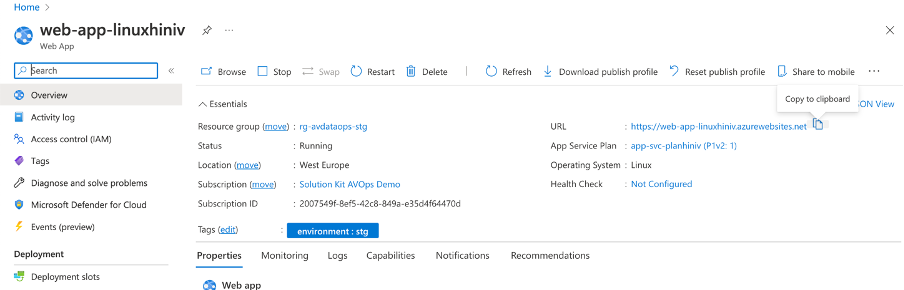 Home
web-app-linuxhiniv
Web App
Search
Browse Stop Swap Restart Delete Refresh Download publish profile Reset publish profile Share to mobile
Overview
Activity log
Access control (IAM)
Tags
Diagnose and solve problems
Microsoft Defender for Cloud
Events (preview)
Deployment
Deployment slots
Copy to clipboard
Essentials
SON View
Resource group (move) : rg-avdataops-stg
Status : Running
Location (move) : West Europe
Subscription (move) : Solution Kit AVOps Demo
Subscription ID : 2007549f-8ef5-42c8-849a-e35d4f64470d
URL : https://web-app-linuxhiniv.azurewebsites.net
App Service Plan : app-svc-planhiniv (P1v2: 1)
Operating System : Linux
Health Check : Not Configured
Tags (edit) : environment : stg
Properties Monitoring Logs Capabilities Notifications Recommendations
Web app